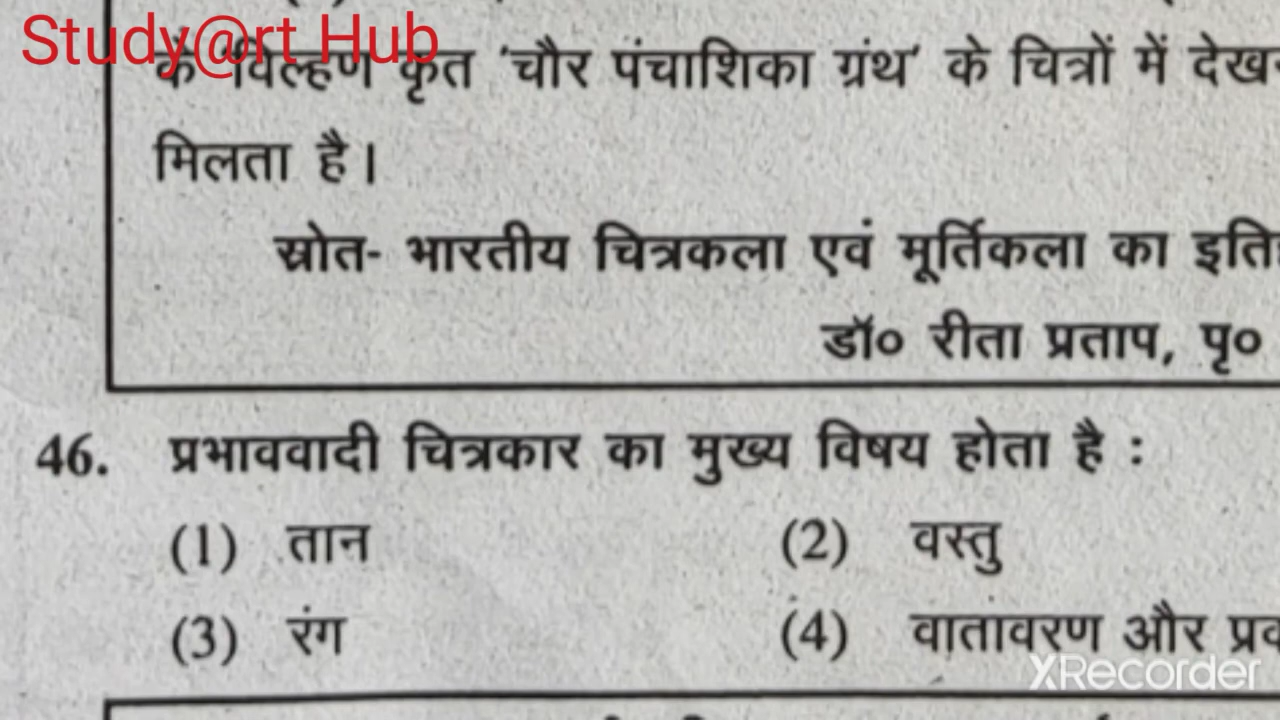 Study@rt Hub
के विल्हण कृत 'चौर पंचाशिका ग्रंथ' के चित्रों में
मिलता है।
स्रोत- भारतीय चित्रकला एवं मूर्तिकला का
डॉ० रीता प्रताप, पृ०
46. प्रभाववादी चित्रकार का मुख्य विषय होता है :
(1) तान (2) वस्तु
(3) रंग (4) वातावरण और
XRecorder